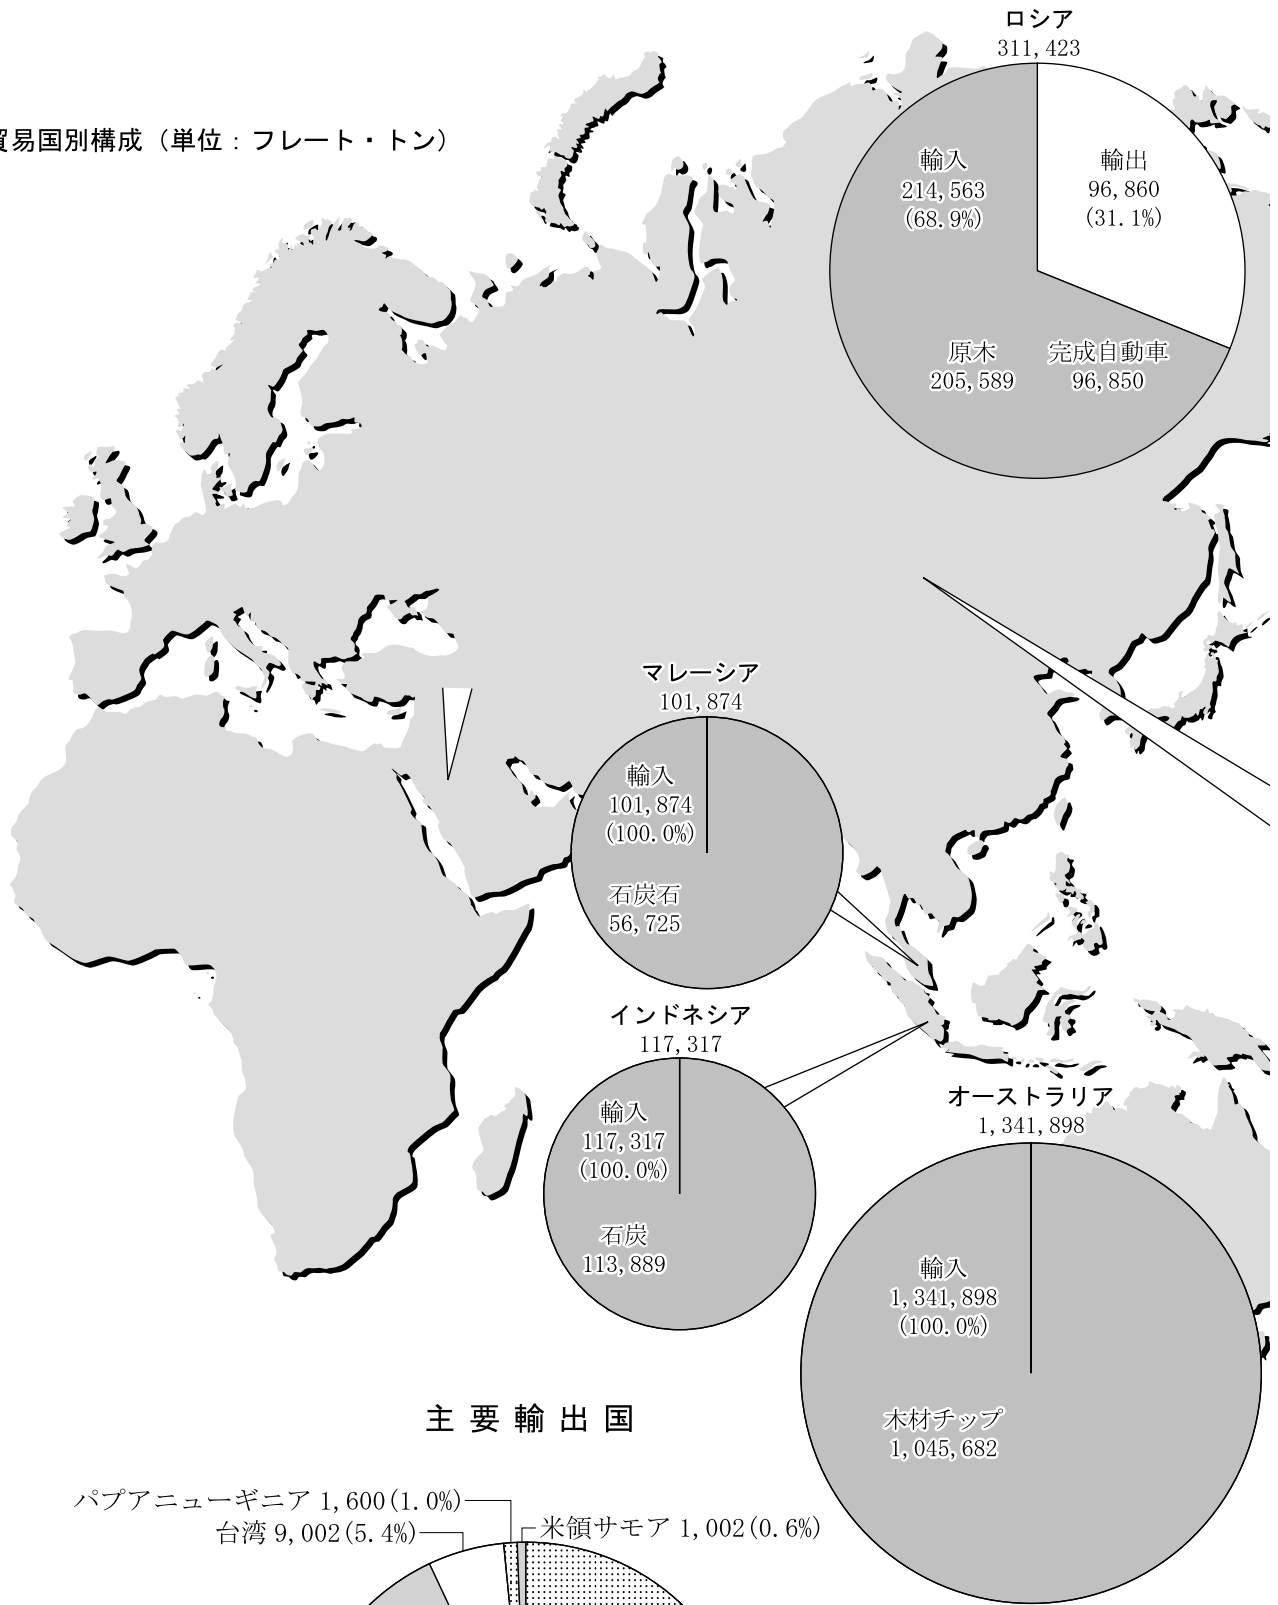 ロシア
311,423
貿易国別構成（単位：フレート・トン）
輸入
214,563
(68.9%)
輸出
96,860
(31.1%)
原木
205,589
完成自動車
96,850
マレーシア
101,874
輸入
101,874
(100.0%)
石炭石
56,725
インドネシア
117,317
輸入
117,317
(100.0%)
石炭
113,889
オーストラリア
1,341,898
輸入
1,341,898
(100.0%)
木材チップ
1,045,682
主要輸出国
パプアニューギニア 1,600(1.0%)
台湾 9,002(5.4%)
米領サモア 1,002(0.6%)